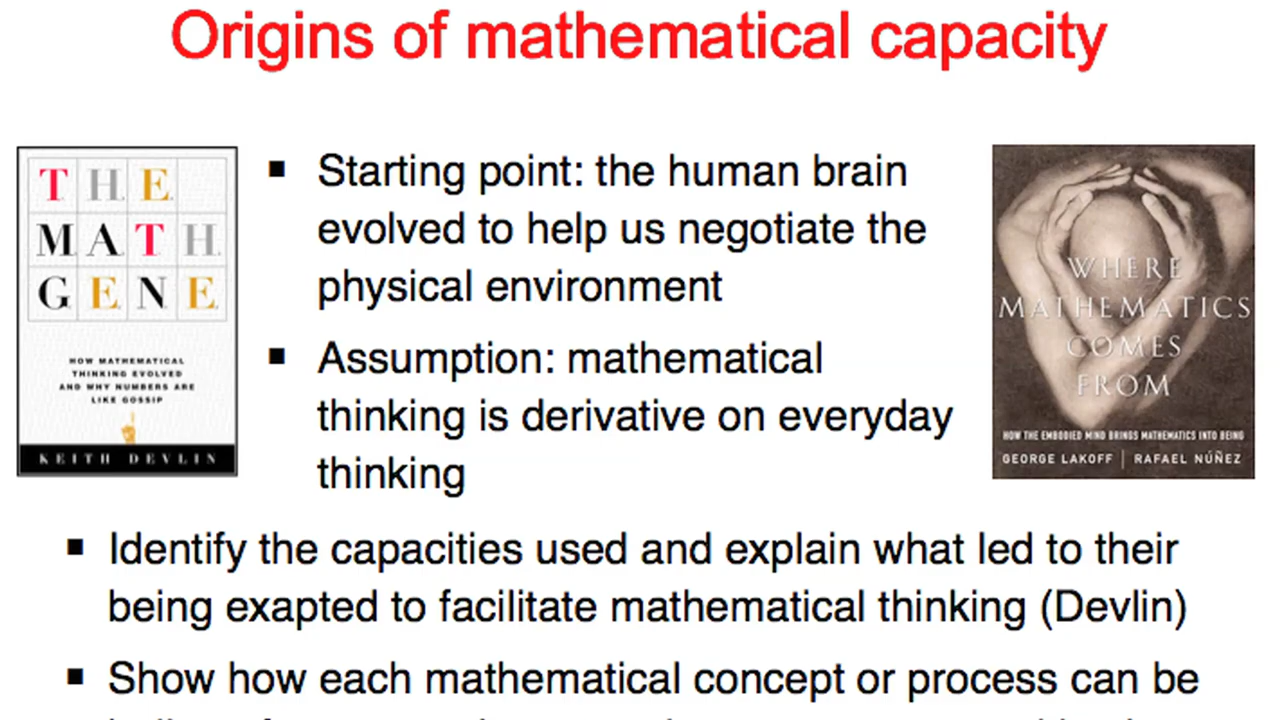 Origins of mathematical capacity
THE
MATH
GENE
HOW MATHEMATICAL
THINKING EVOLVED
AND WHY NUMBERS ARE
LIKE GOSSIP
KEITH DEVLIN
▪ Starting point: the human brain
evolved to help us negotiate the
physical environment
▪ Assumption: mathematical
thinking is derivative on everyday
thinking
WHERE
MATHEMATICS
COMES
FROM
HOW THE EMBODIED MIND BRINGS MATHEMATICS INTO BEING
GEORGE LAKOFF | RAFAEL NÚÑEZ
▪ Identify the capacities used and explain what led to their
being exapted to facilitate mathematical thinking (Devlin)
▪ Show how each mathematical concept or process can be